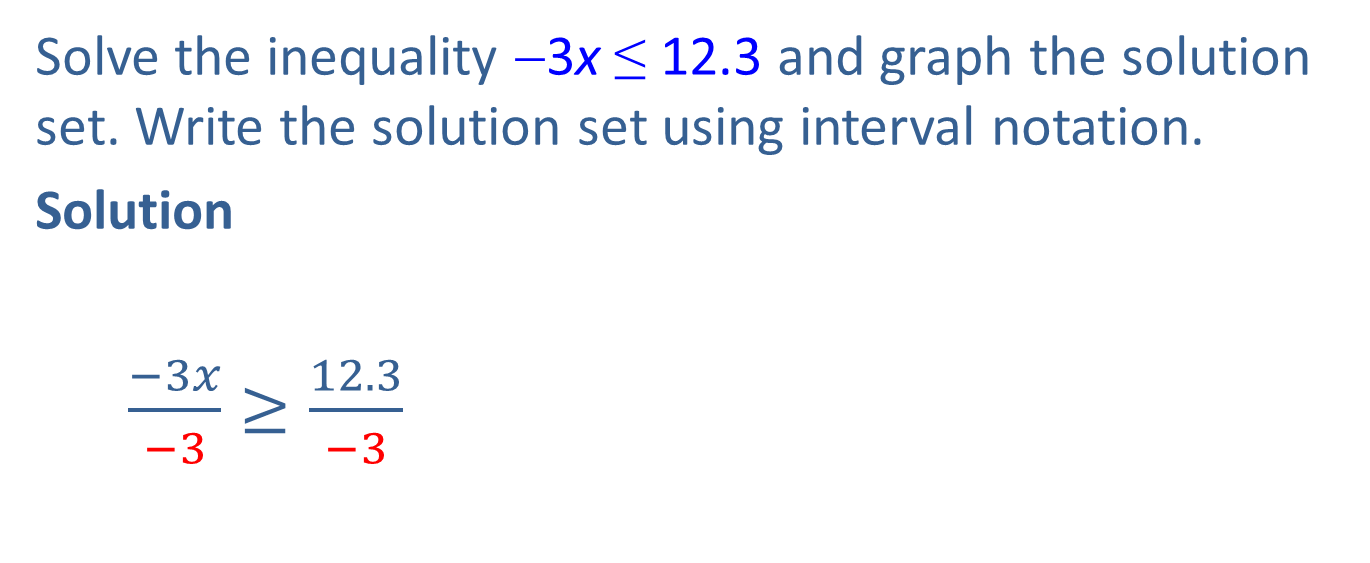 Solve the inequality –3x ≤ 12.3 and graph the solution
set. Write the solution set using interval notation.
Solution
−3x/−3 ≥ 12.3/−3